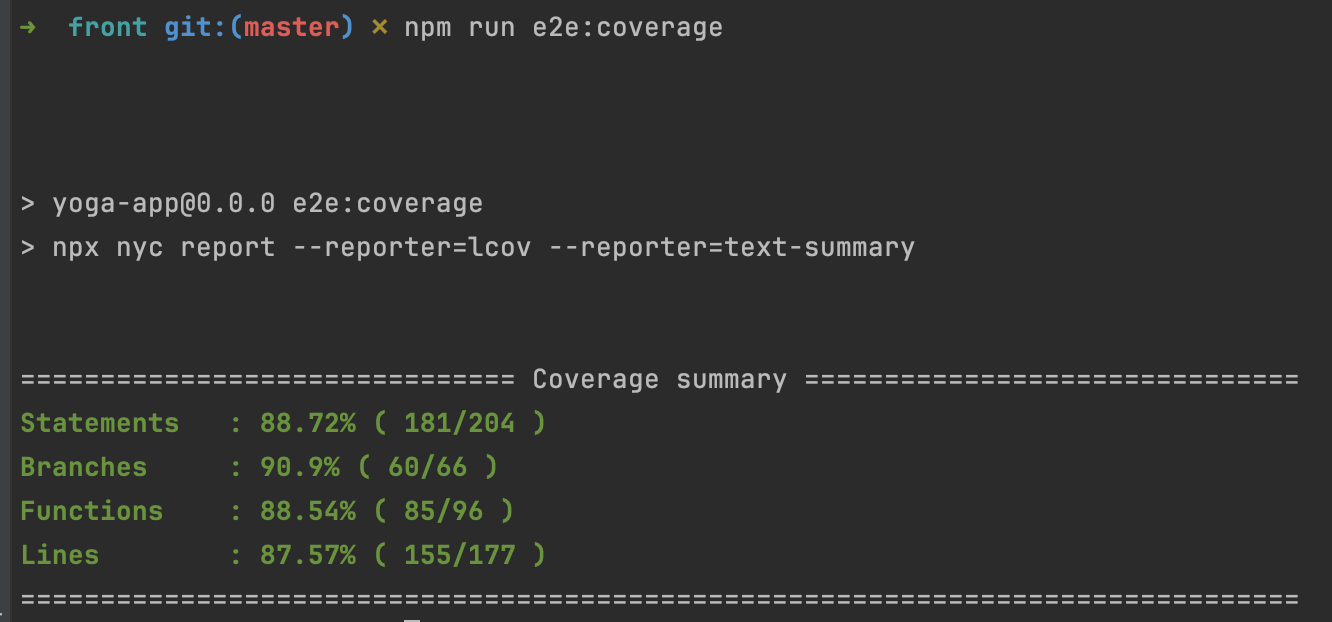 ➜  front git:(master) ✗ npm run e2e:coverage
> yoga-app@0.0.0 e2e:coverage
> npx nyc report --reporter=lcov --reporter=text-summary
=============================== Coverage summary ===============================
Statements   : 88.72% ( 181/204 )
Branches     : 90.9% ( 60/66 )
Functions    : 88.54% ( 85/96 )
Lines        : 87.57% ( 155/177 )
================================================================================